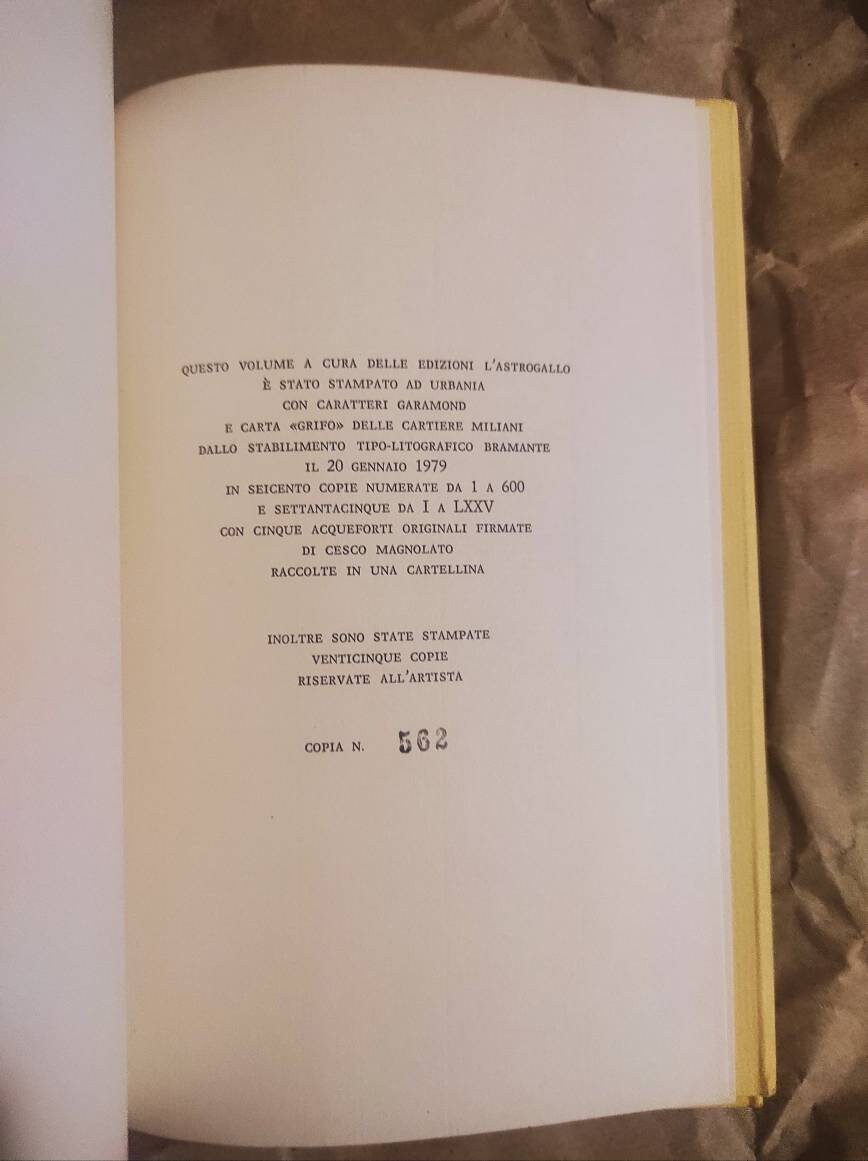 QUESTO VOLUME A CURA DELLE EDIZIONI L'ASTROGALLO
È STATO STAMPATO AD URBANIA
CON CARATTERI GARAMOND
E CARTA «GRIFO» DELLE CARTIERE MILIANI
DALLO STABILIMENTO TIPO-LITOGRAFICO BRAMANTE
IL 20 GENNAIO 1979
IN SEICENTO COPIE NUMERATE DA 1 A 600
E SETTANTACINQUE DA I A LXXV
CON CINQUE ACQUEFORTI ORIGINALI FIRMATE
DI CESCO MAGNOLATO
RACCOLTE IN UNA CARTELLINA
INOLTRE SONO STATE STAMPATE
VENTICINQUE COPIE
RISERVATE ALL'ARTISTA
COPIA N. 562